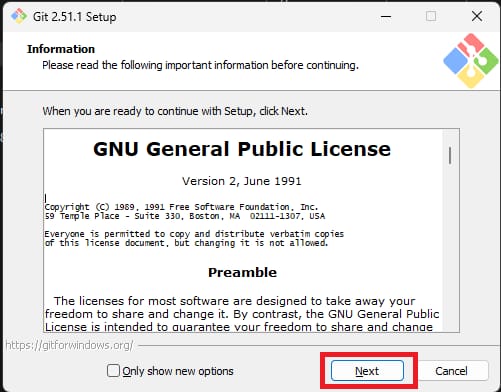 Git 2.51.1 Setup
Information
Please read the following important information before continuing.
When you are ready to continue with Setup, click Next.
GNU General Public License
Version 2, June 1991
Copyright (C) 1989, 1991 Free Software Foundation, Inc.
59 Temple Place - Suite 330, Boston, MA  02111-1307, USA
Everyone is permitted to copy and distribute verbatim copies
of this license document, but changing it is not allowed.
Preamble
The licenses for most software are designed to take away your
freedom to share and change it. By contrast, the GNU General Public
License is intended to guarantee your freedom to share and change
https://gitforwindows.org/
Only show new options
Next
Cancel